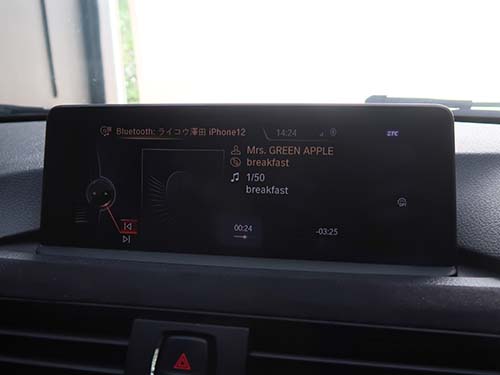 Bluetooth: ライコウ澤田 iPhone12
14:24
ETC
Mrs. GREEN APPLE
breakfast
1/50
breakfast
00:24
-03:25